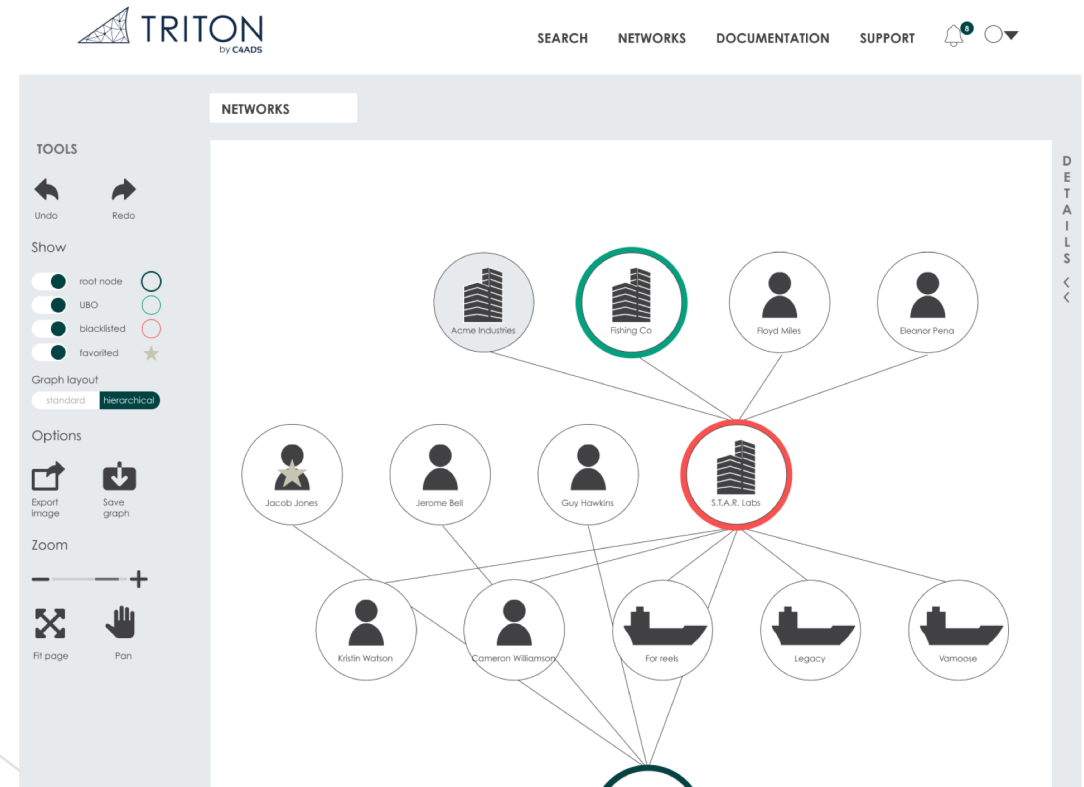 TRITON
by C4ADS
SEARCH NETWORKS DOCUMENTATION SUPPORT 8
NETWORKS
TOOLS
Undo Redo
Show
root node
UBO
blacklisted
favorited
Graph layout
standard hierarchical
Options
Export image
Save graph
Zoom
Fit page Pan
DETAILS
Acme Industries Fishing Co Floyd Miles Eleanor Pena
Jacob Jones Jerome Bell Guy Hawkins S.T.A.R. Labs
Kristin Watson Cameron Williamson For reels Legacy Vamoose